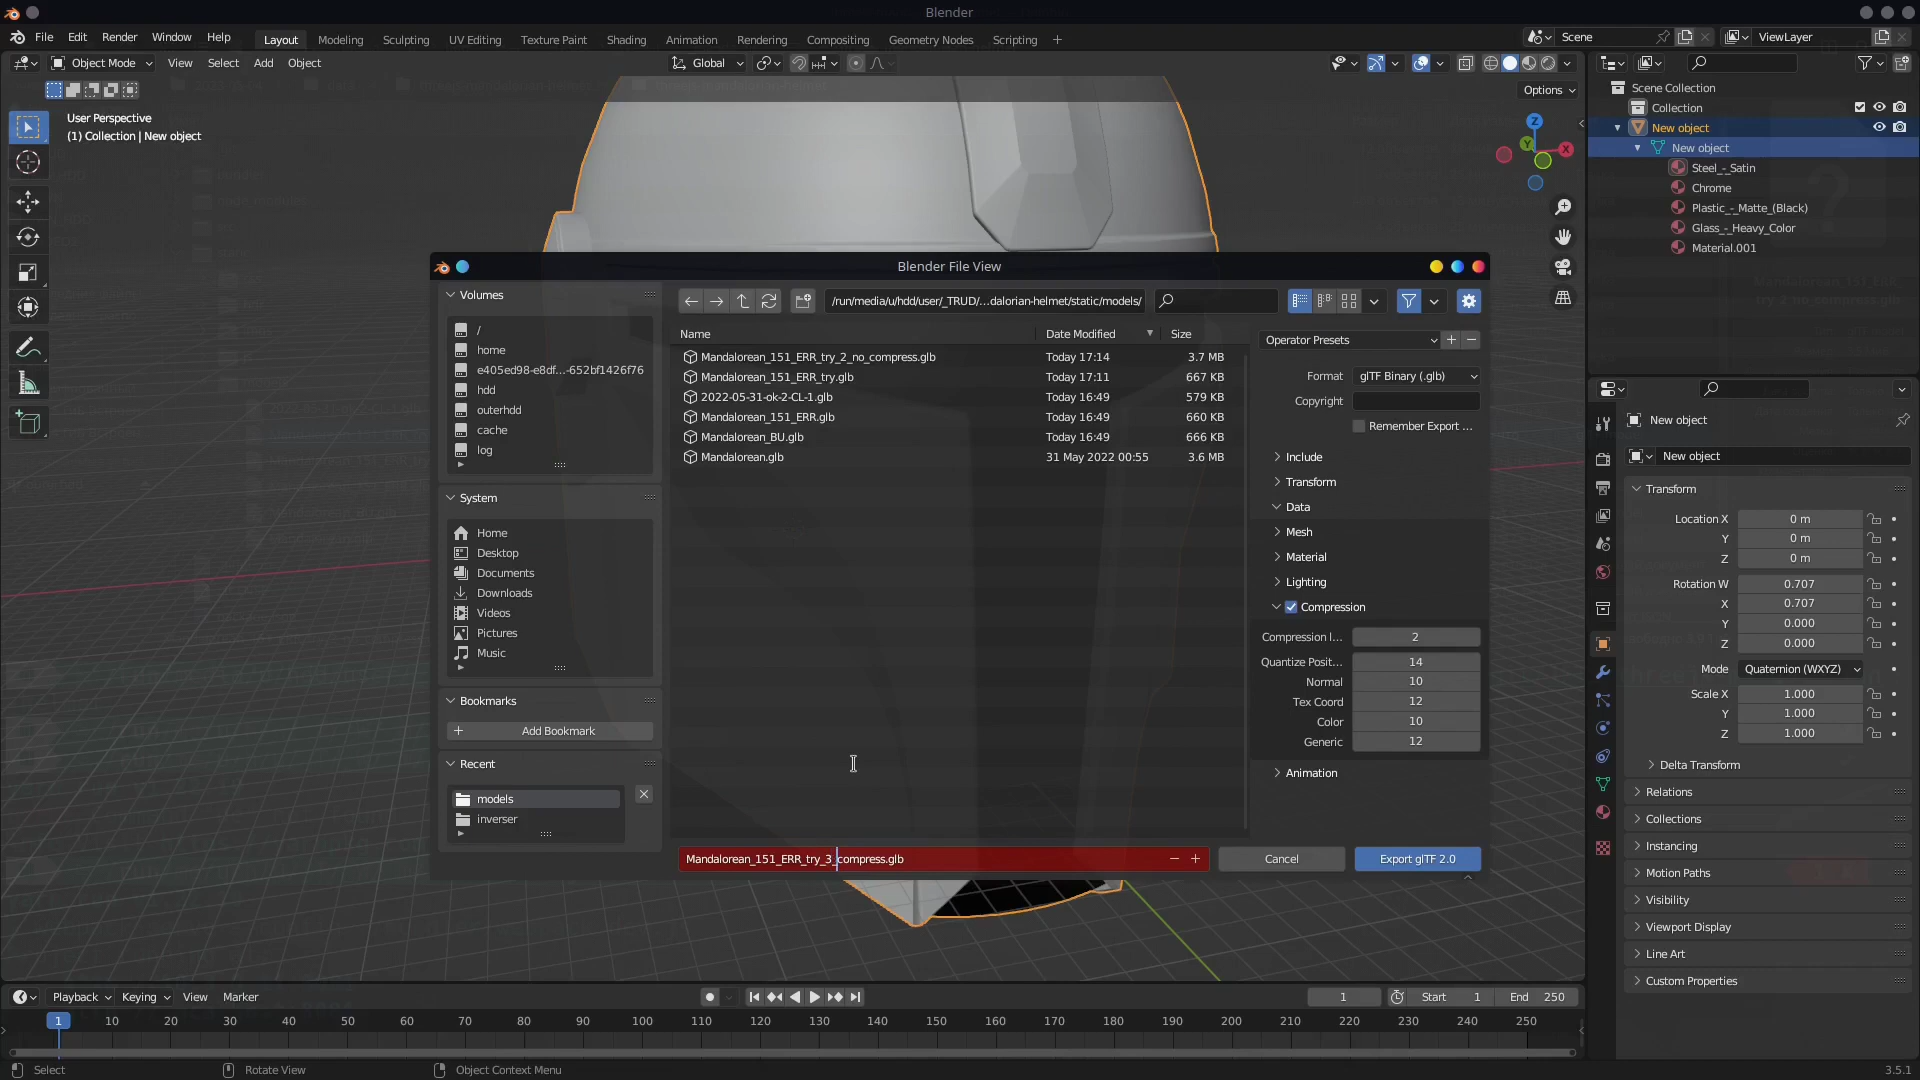 Blender
File Edit Render Window Help Layout Modeling Sculpting UV Editing Texture Paint Shading Animation Rendering Compositing Geometry Nodes Scripting + Scene ViewLayer
Object Mode View Select Add Object Global
Options
User Perspective
(1) Collection | New object
Z
Y
X
Scene Collection
Collection
New object
New object
Steel_-_Satin
Chrome
Plastic_-_Matte_(Black)
Glass_-_Heavy_Color
Material.001
Blender File View
Volumes
/
home
e405ed98-e8df...-652bf1426f76
hdd
outerhdd
cache
log
System
Home
Desktop
Documents
Downloads
Videos
Pictures
Music
Bookmarks
Add Bookmark
Recent
models
inverser
/run/media/u/hdd/user/_TRUD/...dalorian-helmet/static/models/
Name Date Modified Size
Mandalorean_151_ERR_try_2_no_compress.glb Today 17:14 3.7 MB
Mandalorean_151_ERR_try.glb Today 17:11 667 KB
2022-05-31-ok-2-CL-1.glb Today 16:49 579 KB
Mandalorean_151_ERR.glb Today 16:49 660 KB
Mandalorean_BU.glb Today 16:49 666 KB
Mandalorean.glb 31 May 2022 00:55 3.6 MB
Mandalorean_151_ERR_try_3_compress.glb
Operator Presets
Format glTF Binary (.glb)
Copyright
Remember Export ...
Include
Transform
Data
Mesh
Material
Lighting
Compression
Compression l... 2
Quantize Posit... 14
Normal 10
Tex Coord 12
Color 10
Generic 12
Animation
Cancel Export glTF 2.0
New object
New object
Transform
Location X 0 m
Y 0 m
Z 0 m
Rotation W 0.707
X 0.707
Y 0.000
Z 0.000
Mode Quaternion (WXYZ)
Scale X 1.000
Y 1.000
Z 1.000
Delta Transform
Relations
Collections
Instancing
Motion Paths
Visibility
Viewport Display
Line Art
Custom Properties
Playback Keying View Marker 1 Start 1 End 250
1 10 20 30 40 50 60 70 80 90 100 110 120 130 140 150 160 170 180 190 200 210 220 230 240 250
Select Rotate View Object Context Menu 3.5.1